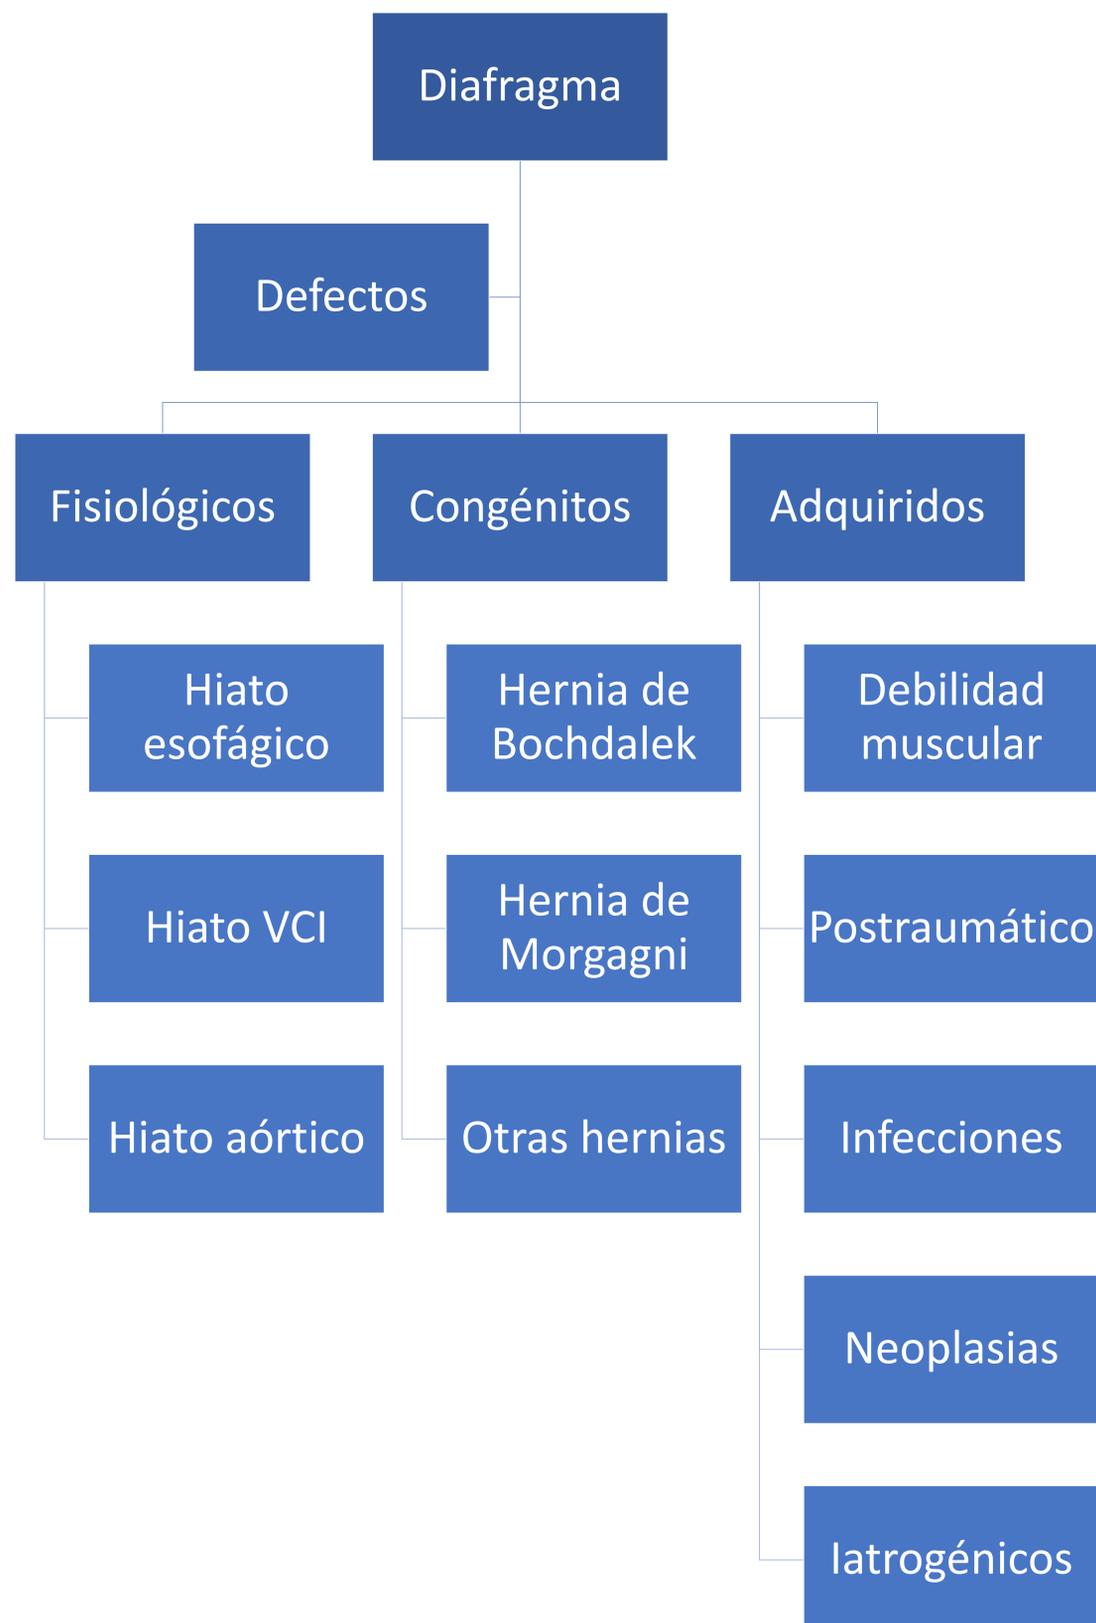 Diafragma
Defectos
Fisiológicos
Congénitos
Adquiridos
Hiato
esofágico
Hernia de
Bochdalek
Debilidad
muscular
Hiato VCI
Hernia de
Morgagni
Postraumático
Hiato aórtico
Otras hernias
Infecciones
Neoplasias
Iatrogénicos